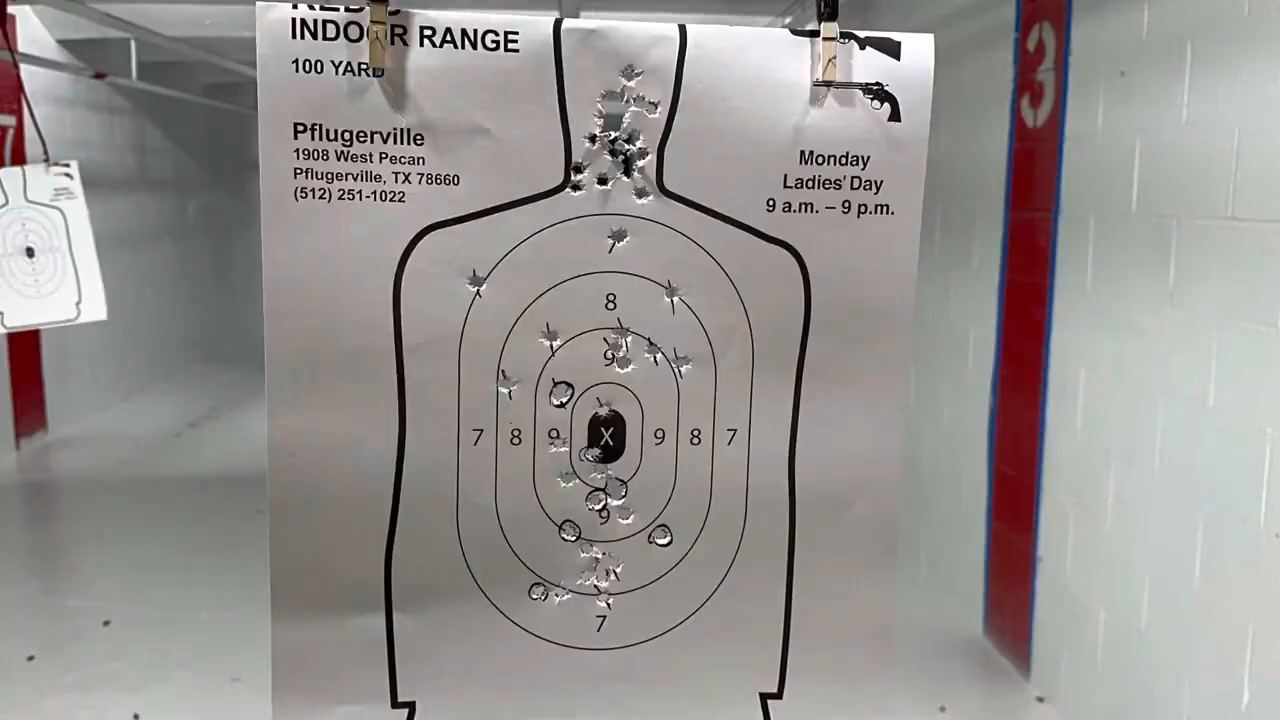 INDOOR RANGE
100 YARD
Pflugerville
1908 West Pecan
Pflugerville, TX 78660
(512) 251-1022
Monday
Ladies' Day
9 a.m. – 9 p.m.
3
8
9
7 8 9 X 9 8 7
9
7